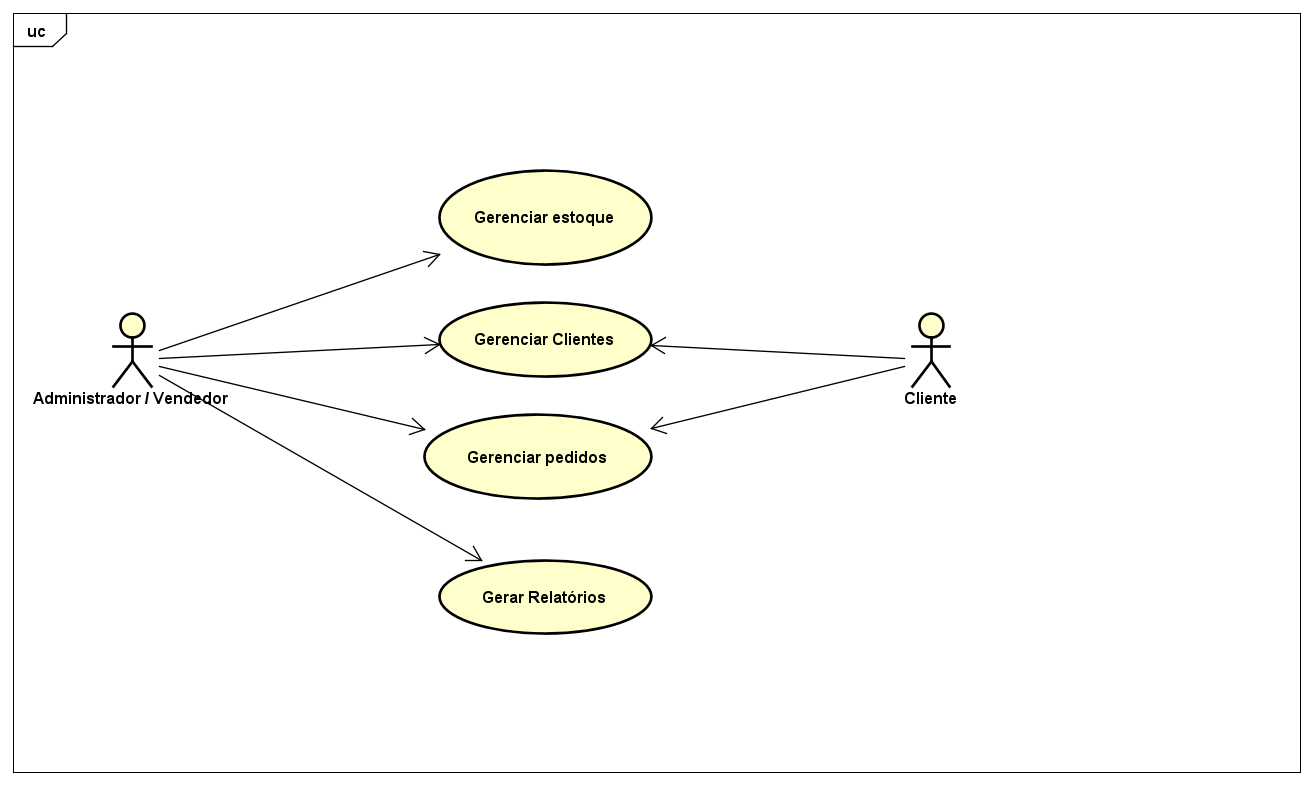 uc
Gerenciar estoque
Gerenciar Clientes
Administrador / Vendedor
Cliente
Gerenciar pedidos
Gerar Relatórios